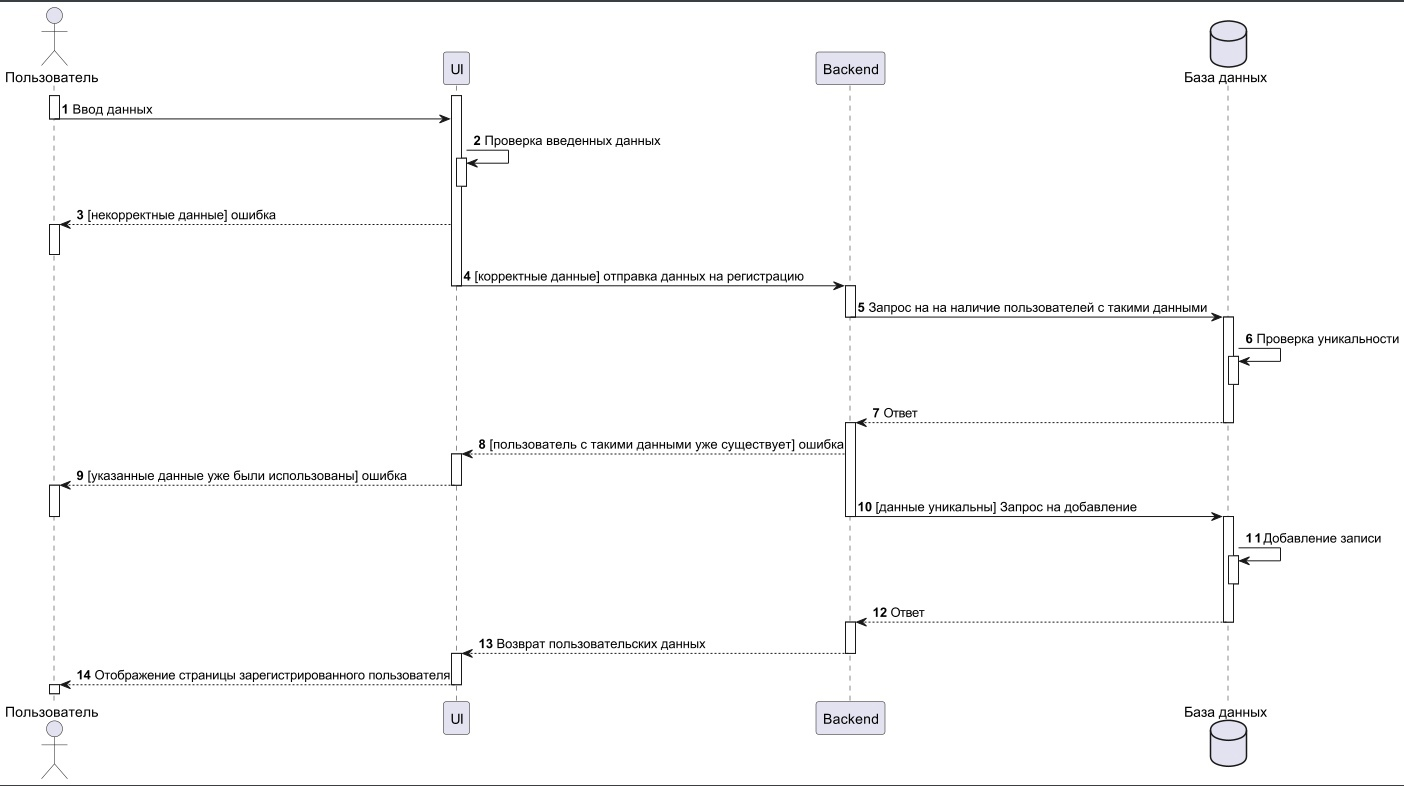 Пользователь
UI
Backend
База данных
1 Ввод данных
2 Проверка введенных данных
3 [некорректные данные] ошибка
4 [корректные данные] отправка данных на регистрацию
5 Запрос на на наличие пользователей с такими данными
6 Проверка уникальности
7 Ответ
8 [пользователь с такими данными уже существует] ошибка
9 [указанные данные уже были использованы] ошибка
10 [данные уникальны] Запрос на добавление
11 Добавление записи
12 Ответ
13 Возврат пользовательских данных
14 Отображение страницы зарегистрированного пользователя
Пользователь
UI
Backend
База данных